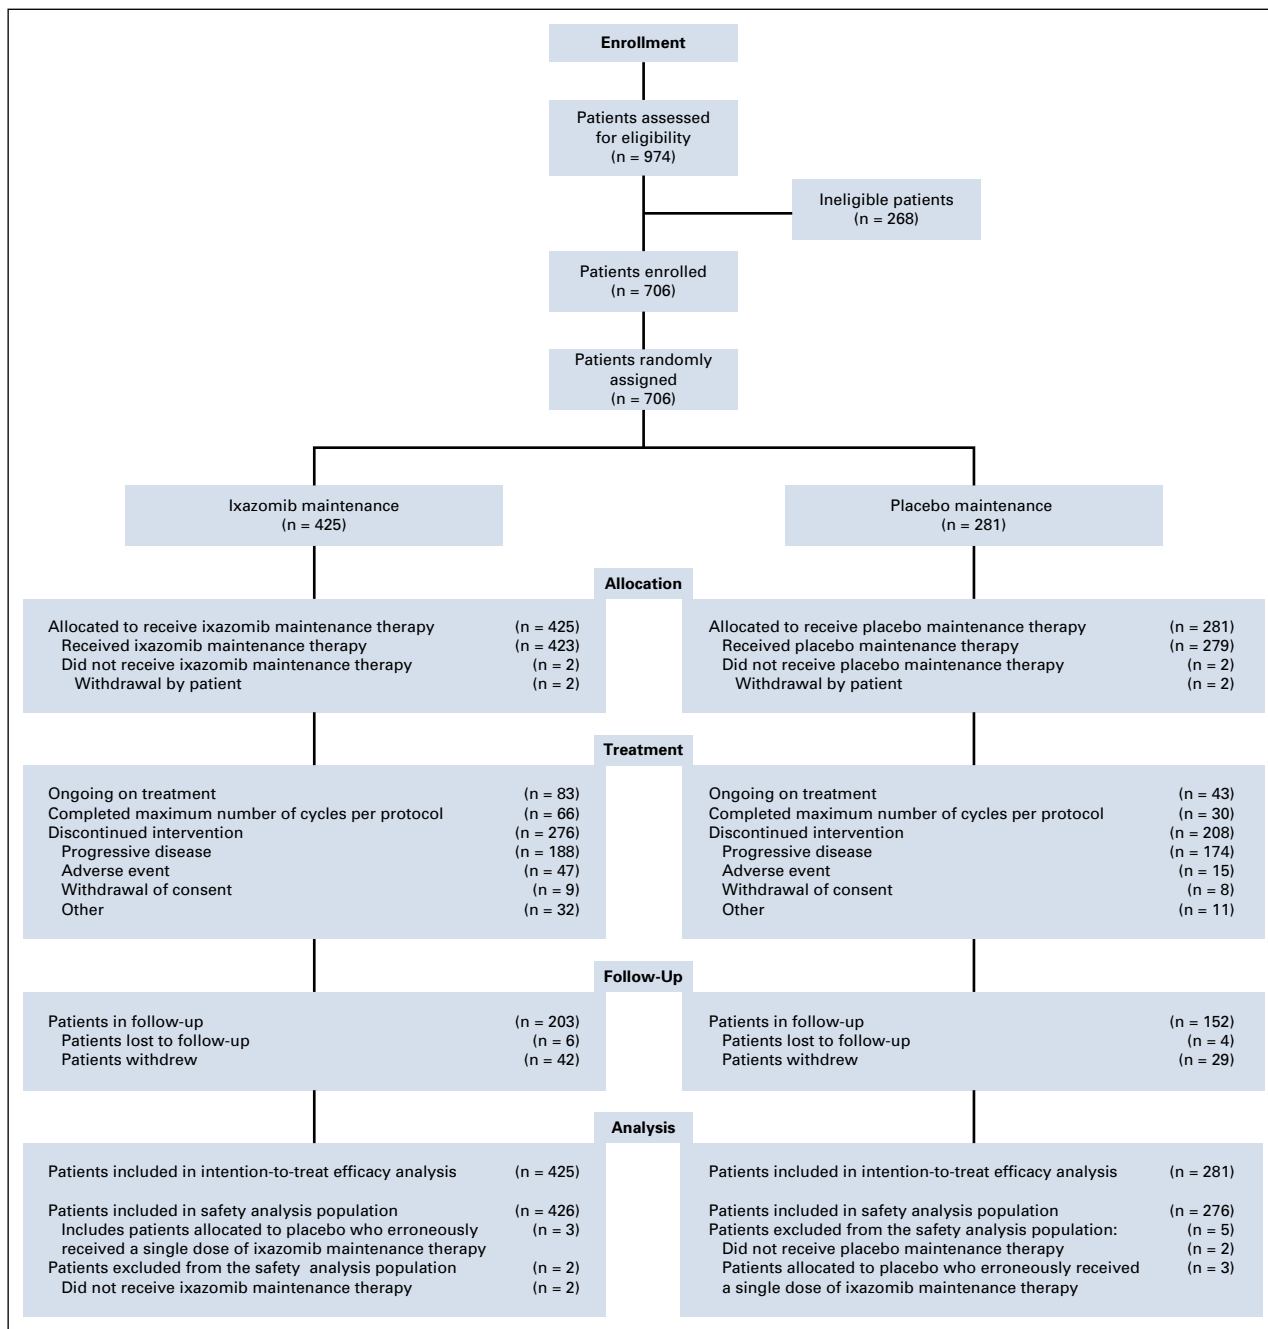 Enrollment
Patients assessed
for eligibility
(n = 974)
Ineligible patients
(n = 268)
Patients enrolled
(n = 706)
Patients randomly
assigned
(n = 706)
Ixazomib maintenance
(n = 425)
Placebo maintenance
(n = 281)
Allocation
Allocated to receive ixazomib maintenance therapy (n = 425)
Received ixazomib maintenance therapy (n = 423)
Did not receive ixazomib maintenance therapy (n = 2)
Withdrawal by patient (n = 2)
Allocated to receive placebo maintenance therapy (n = 281)
Received placebo maintenance therapy (n = 279)
Did not receive placebo maintenance therapy (n = 2)
Withdrawal by patient (n = 2)
Treatment
Ongoing on treatment (n = 83)
Completed maximum number of cycles per protocol (n = 66)
Discontinued intervention (n = 276)
Progressive disease (n = 188)
Adverse event (n = 47)
Withdrawal of consent (n = 9)
Other (n = 32)
Ongoing on treatment (n = 43)
Completed maximum number of cycles per protocol (n = 30)
Discontinued intervention (n = 208)
Progressive disease (n = 174)
Adverse event (n = 15)
Withdrawal of consent (n = 8)
Other (n = 11)
Follow-Up
Patients in follow-up (n = 203)
Patients lost to follow-up (n = 6)
Patients withdrew (n = 42)
Patients in follow-up (n = 152)
Patients lost to follow-up (n = 4)
Patients withdrew (n = 29)
Analysis
Patients included in intention-to-treat efficacy analysis (n = 425)
Patients included in safety analysis population (n = 426)
Includes patients allocated to placebo who erroneously (n = 3)
received a single dose of ixazomib maintenance therapy
Patients excluded from the safety analysis population (n = 2)
Did not receive ixazomib maintenance therapy (n = 2)
Patients included in intention-to-treat efficacy analysis (n = 281)
Patients included in safety analysis population (n = 276)
Patients excluded from the safety analysis population: (n = 5)
Did not receive placebo maintenance therapy (n = 2)
Patients allocated to placebo who erroneously received (n = 3)
a single dose of ixazomib maintenance therapy